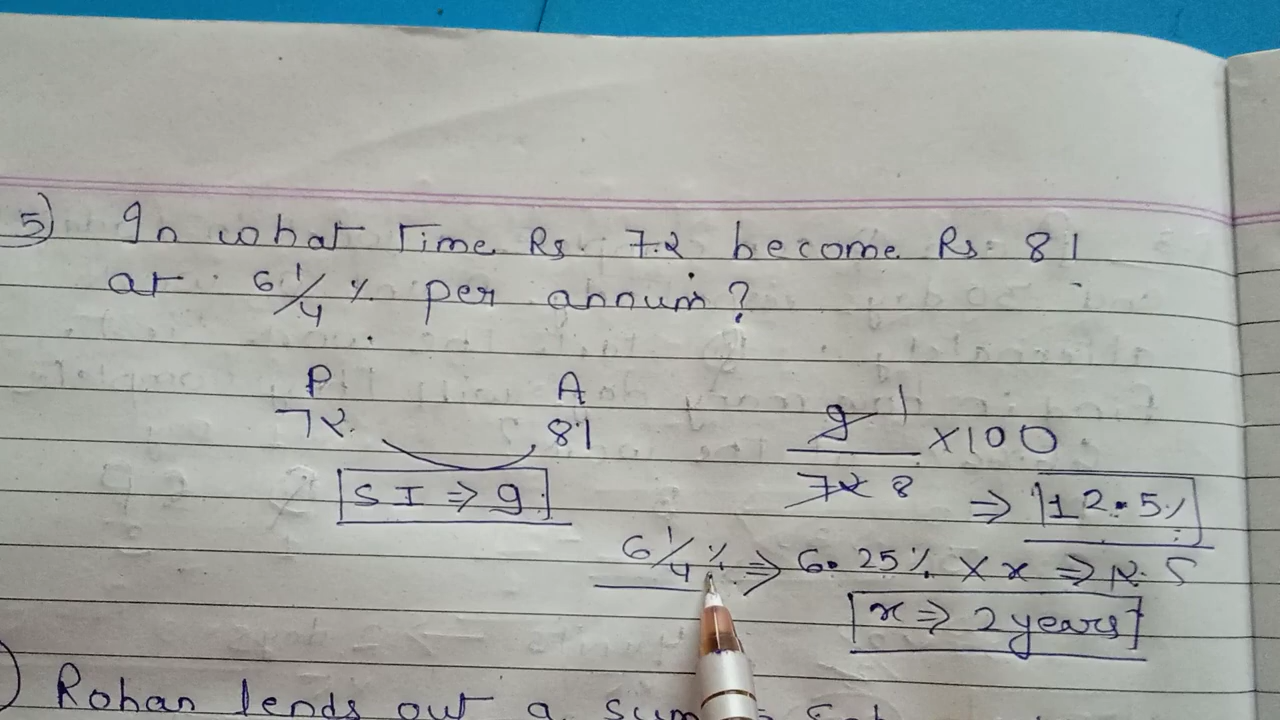 5) In what Time Rs. 72 become Rs. 81
at 6 1/4 % per annum?
P A
72 81
SI ⇒ 9
9 1 ×100
72 8
⇒ 12.5%
6 1/4 % ⇒ 6.25% × x ⇒ 12.5
x ⇒ 2 years
Rohan lends out a sum